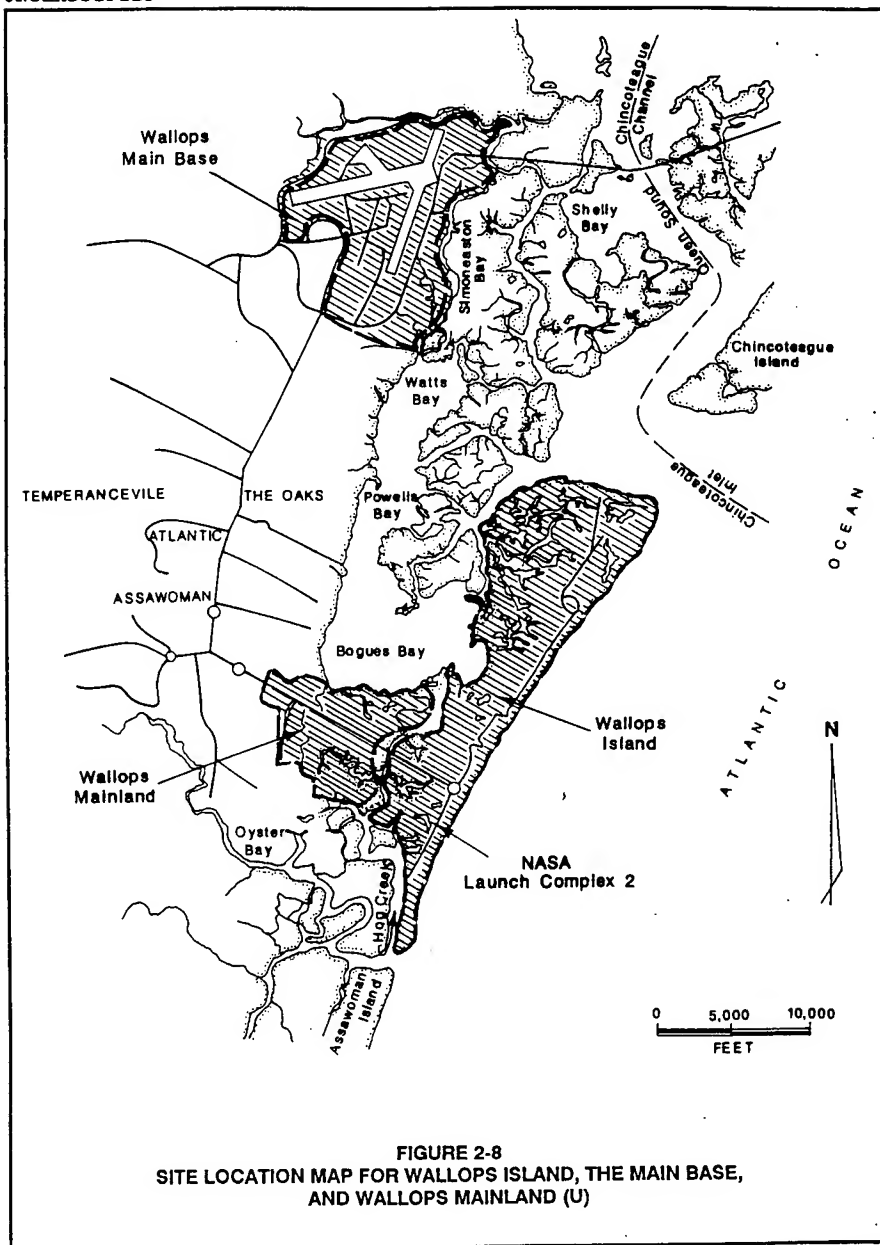 Chincoteague
Channel
Wallops
Main Base
Shelly
Bay
Queen Sound
Simoneaston
Bay
Chincoteague
Island
Watts
Bay
Chincoteague
Inlet
TEMPERANCEVILE
THE OAKS
Powells
Bay
ATLANTIC
ASSAWOMAN
ATLANTIC OCEAN
Bogues Bay
Wallops
Island
N
Wallops
Mainland
Oyster
Bay
NASA
Launch Complex 2
Hog Creek
Assawoman
Island
0 5,000 10,000
FEET
FIGURE 2-8
SITE LOCATION MAP FOR WALLOPS ISLAND, THE MAIN BASE,
AND WALLOPS MAINLAND (U)